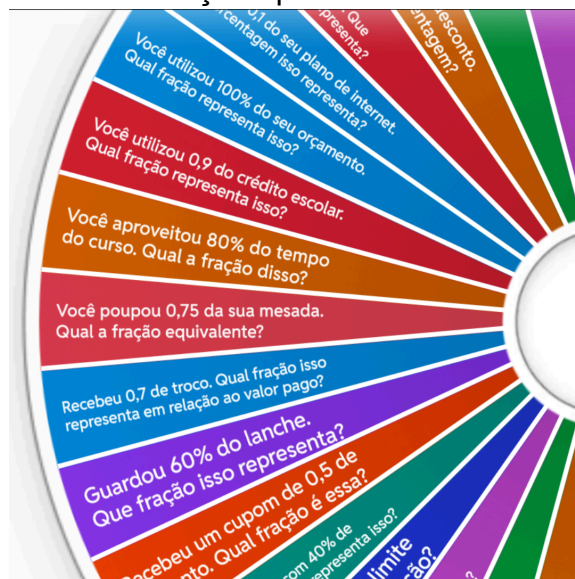 Que
representa?
desconto.
0,1 do seu plano de internet.
isso representa?
Você utilizou 100% do seu orçamento.
Qual fração representa isso?
Você utilizou 0,9 do crédito escolar.
Qual fração representa isso?
Você aproveitou 80% do tempo
do curso. Qual a fração disso?
Você poupou 0,75 da sua mesada.
Qual a fração equivalente?
Recebeu 0,7 de troco. Qual fração isso
representa em relação ao valor pago?
Guardou 60% do lanche.
Que fração isso representa?
Recebeu um cupom de 0,5 de
Qual fração é essa?
com 40% de
representa isso?
limite